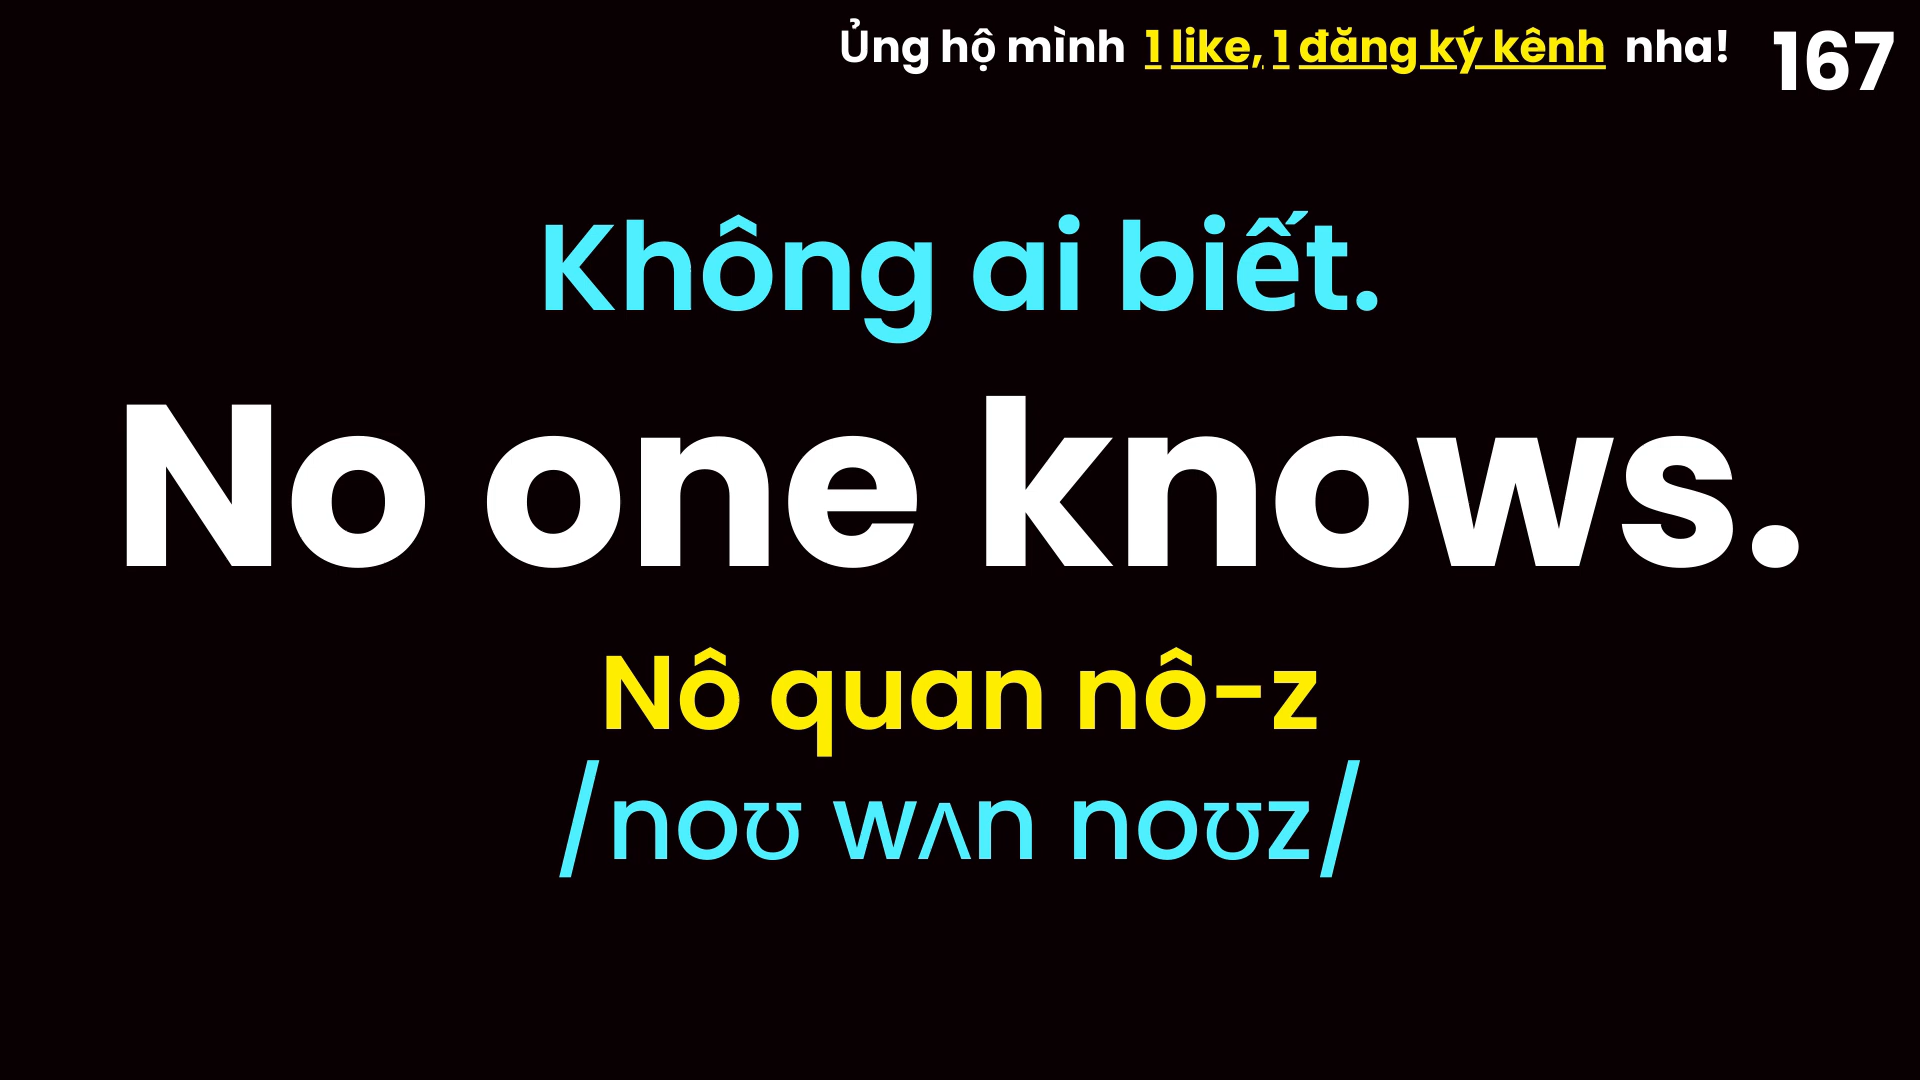 Ủng hộ mình 1 like, 1 đăng ký kênh nha! 167
Không ai biết.
No one knows.
Nô quan nô-z
/noʊ wʌn noʊz/